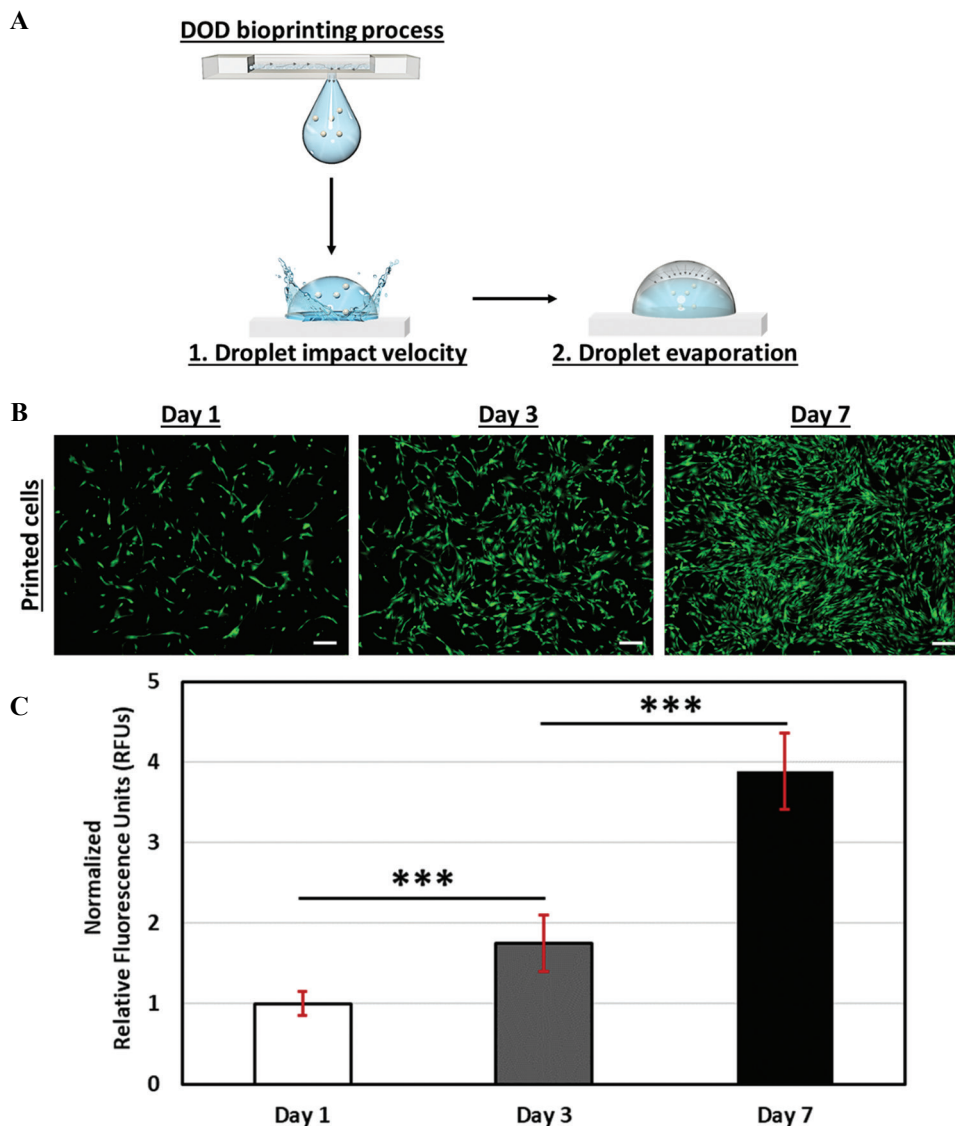 A
DOD bioprinting process
1. Droplet impact velocity
2. Droplet evaporation
B
Day 1
Day 3
Day 7
Printed cells
C
Normalized
Relative Fluorescence Units (RFUs)
5
4
3
2
1
0
***
***
Day 1
Day 3
Day 7